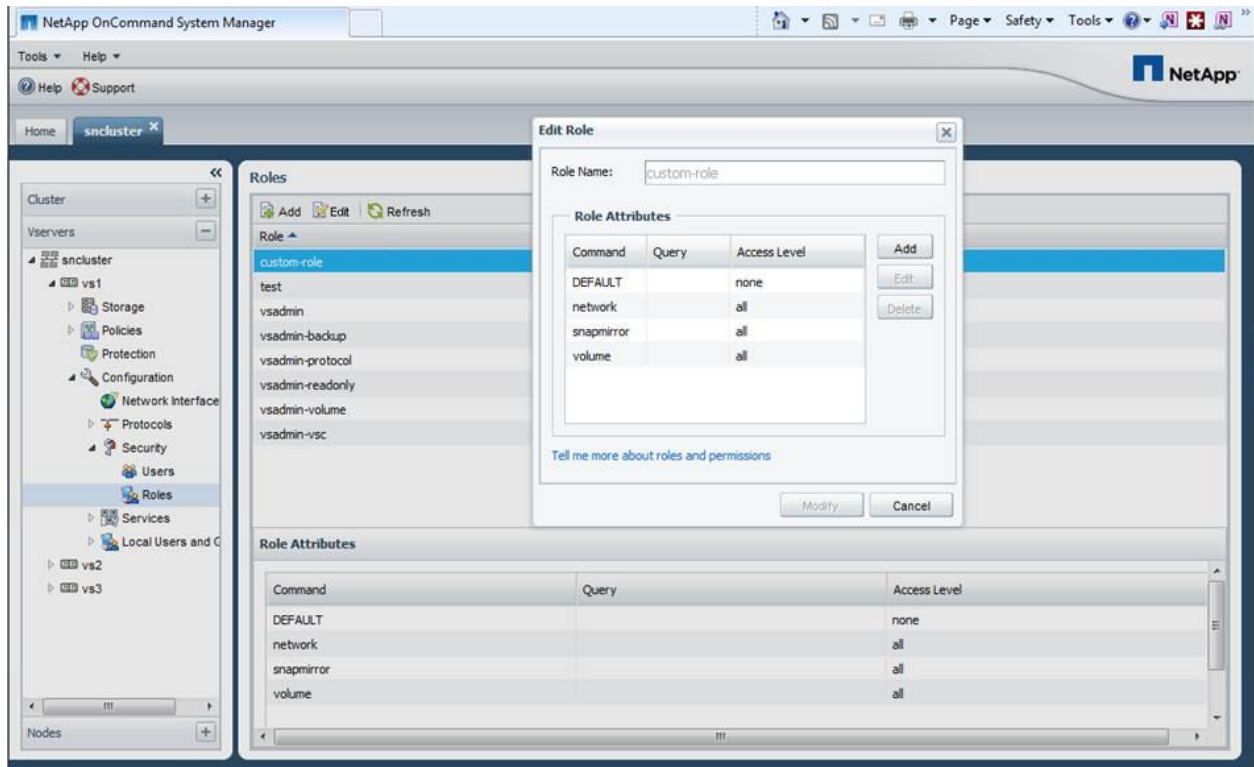 NetApp OnCommand System Manager
Page Safety Tools
Tools Help
Help Support
NetApp
Home sncluster
Cluster
Vservers
sncluster
vs1
Storage
Policies
Protection
Configuration
Network Interface
Protocols
Security
Users
Roles
Services
Local Users and G
vs2
vs3
Nodes
Roles
Add Edit Refresh
Role
custom-role
test
vsadmin
vsadmin-backup
vsadmin-protocol
vsadmin-readonly
vsadmin-volume
vsadmin-vsc
Edit Role
Role Name: custom-role
Role Attributes
Command Query Access Level
DEFAULT none
network all
snapmirror all
volume all
Add
Edit
Delete
Tell me more about roles and permissions
Modify Cancel
Role Attributes
Command Query Access Level
DEFAULT none
network all
snapmirror all
volume all